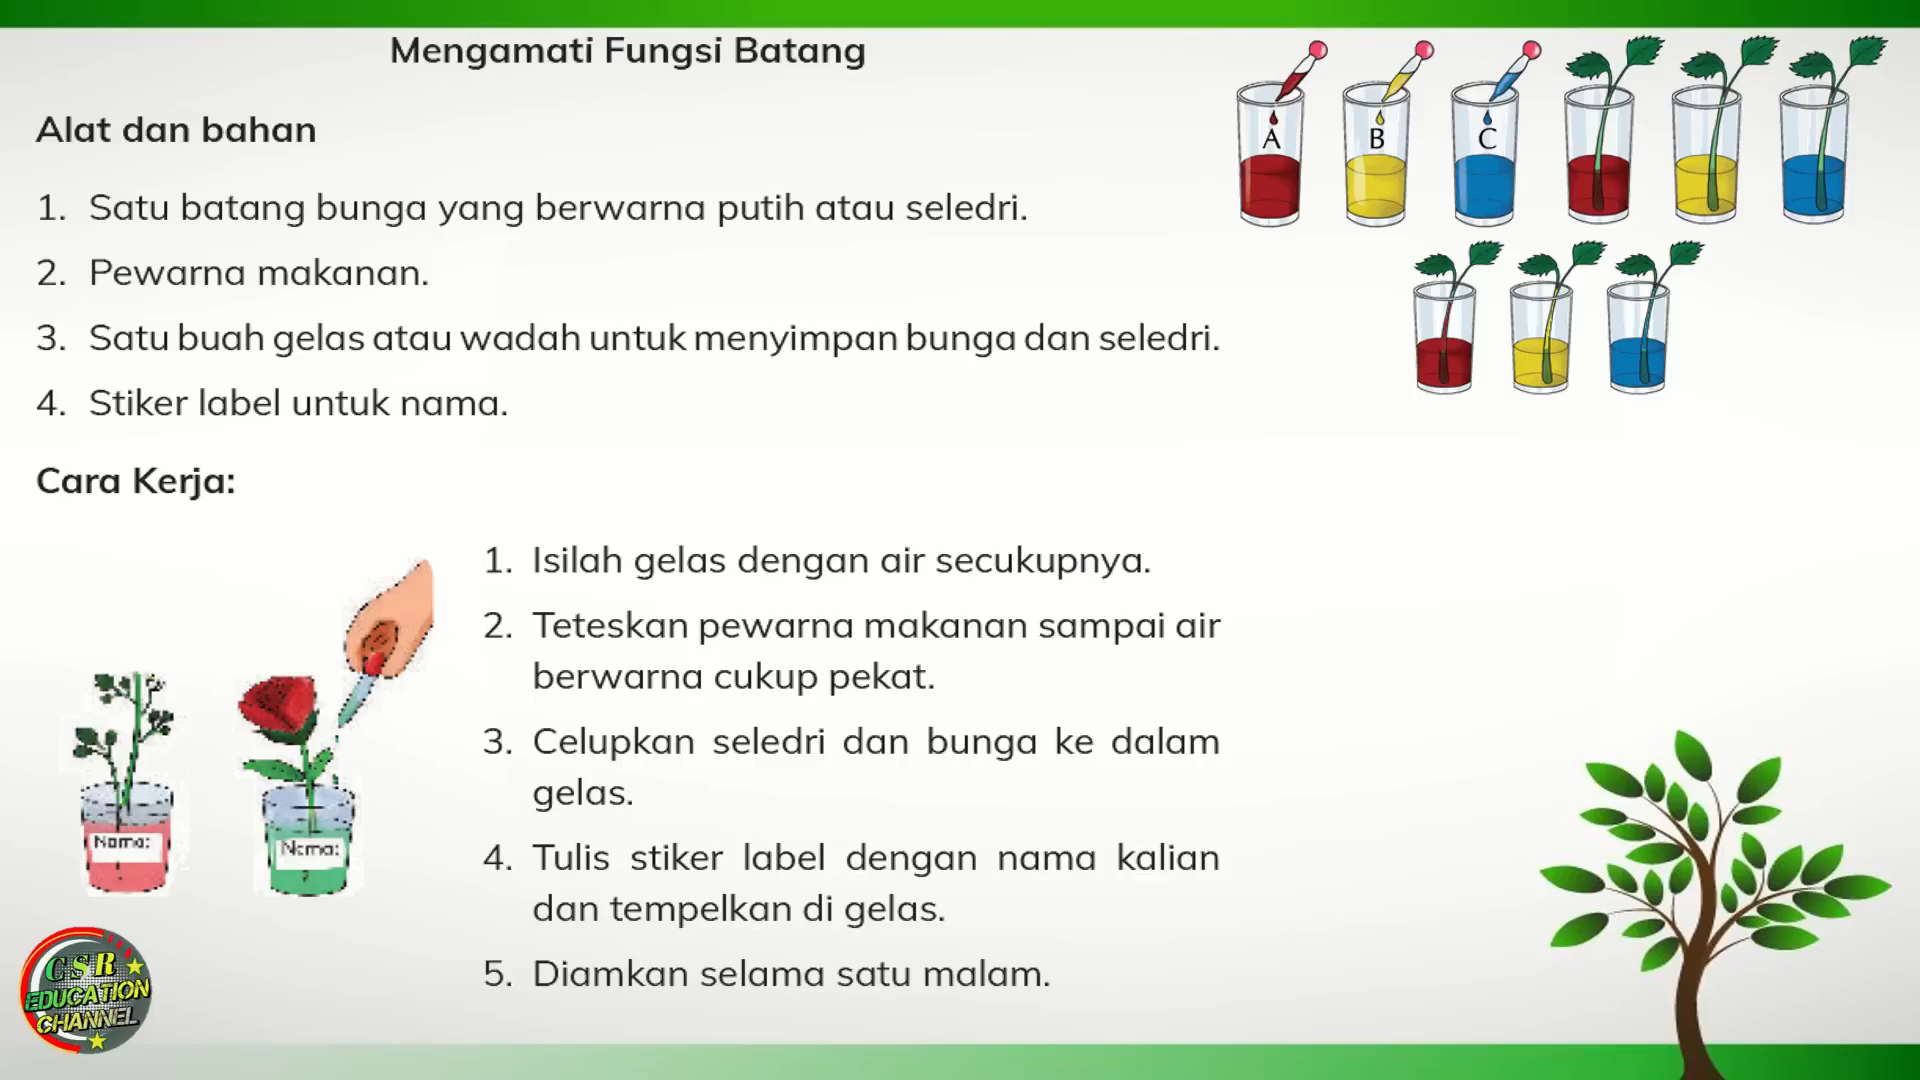 Mengamati Fungsi Batang
Alat dan bahan
1. Satu batang bunga yang berwarna putih atau seledri.
2. Pewarna makanan.
3. Satu buah gelas atau wadah untuk menyimpan bunga dan seledri.
4. Stiker label untuk nama.
A B C
Cara Kerja:
1. Isilah gelas dengan air secukupnya.
2. Teteskan pewarna makanan sampai air
berwarna cukup pekat.
3. Celupkan seledri dan bunga ke dalam
gelas.
4. Tulis stiker label dengan nama kalian
dan tempelkan di gelas.
5. Diamkan selama satu malam.
Nama:
Nama:
CSR
EDUCATION
CHANNEL